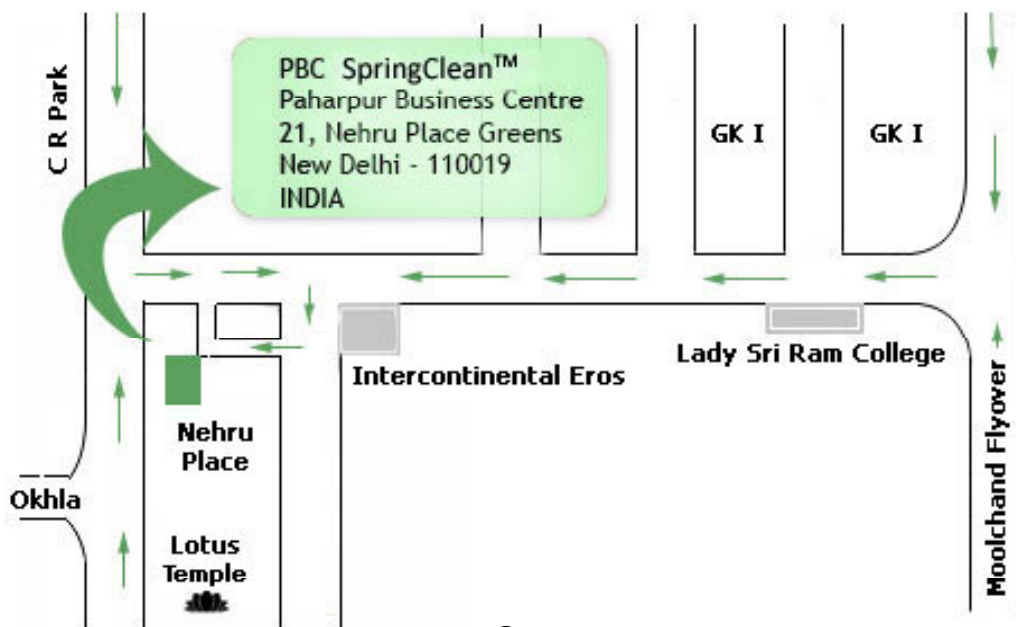 C R Park
PBC SpringClean™
Paharpur Business Centre
21, Nehru Place Greens
New Delhi - 110019
INDIA
GK I
GK I
Lady Sri Ram College
Intercontinental Eros
Nehru
Place
Okhla
Lotus
Temple
Moolchand Flyover